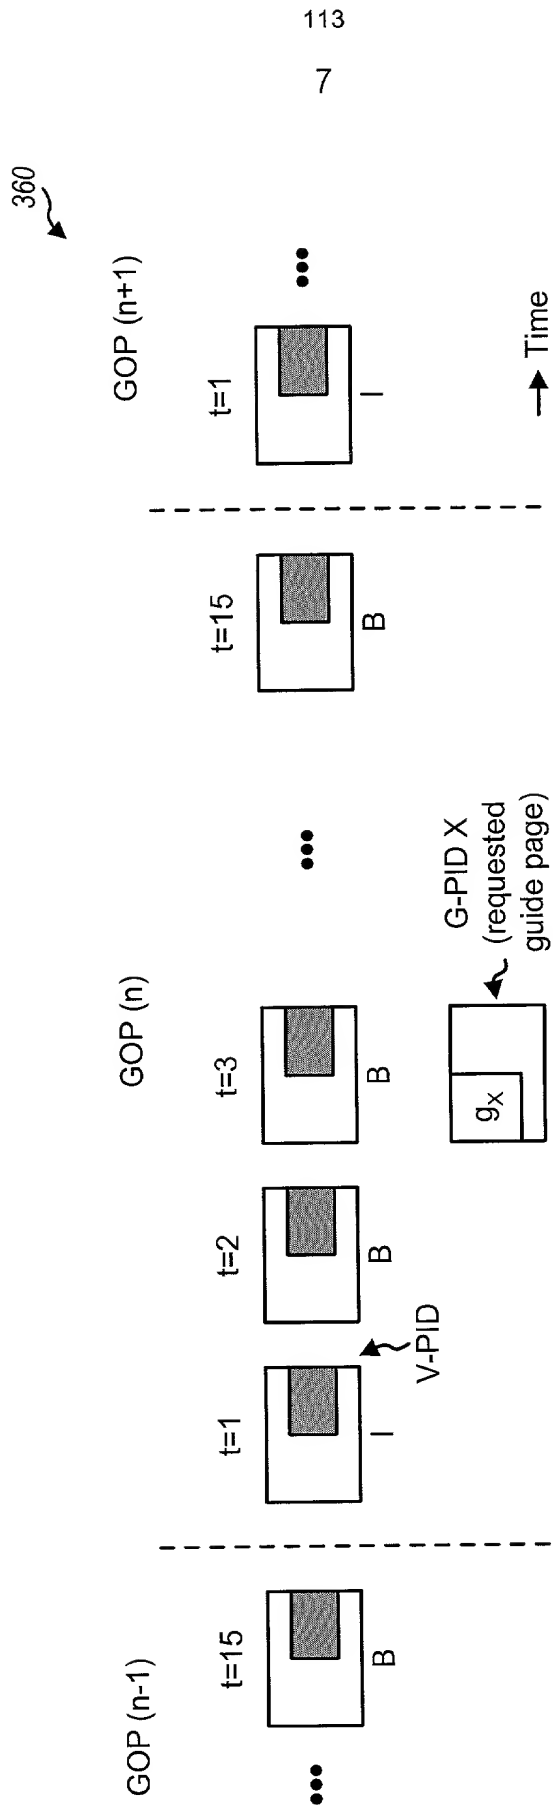 113
7
360
GOP (n-1)
GOP (n)
GOP (n+1)
t=15
t=1
t=2
t=3
t=15
t=1
B
I
B
B
B
I
V-PID
G-PID X
(requested
guide page)
gX
Time